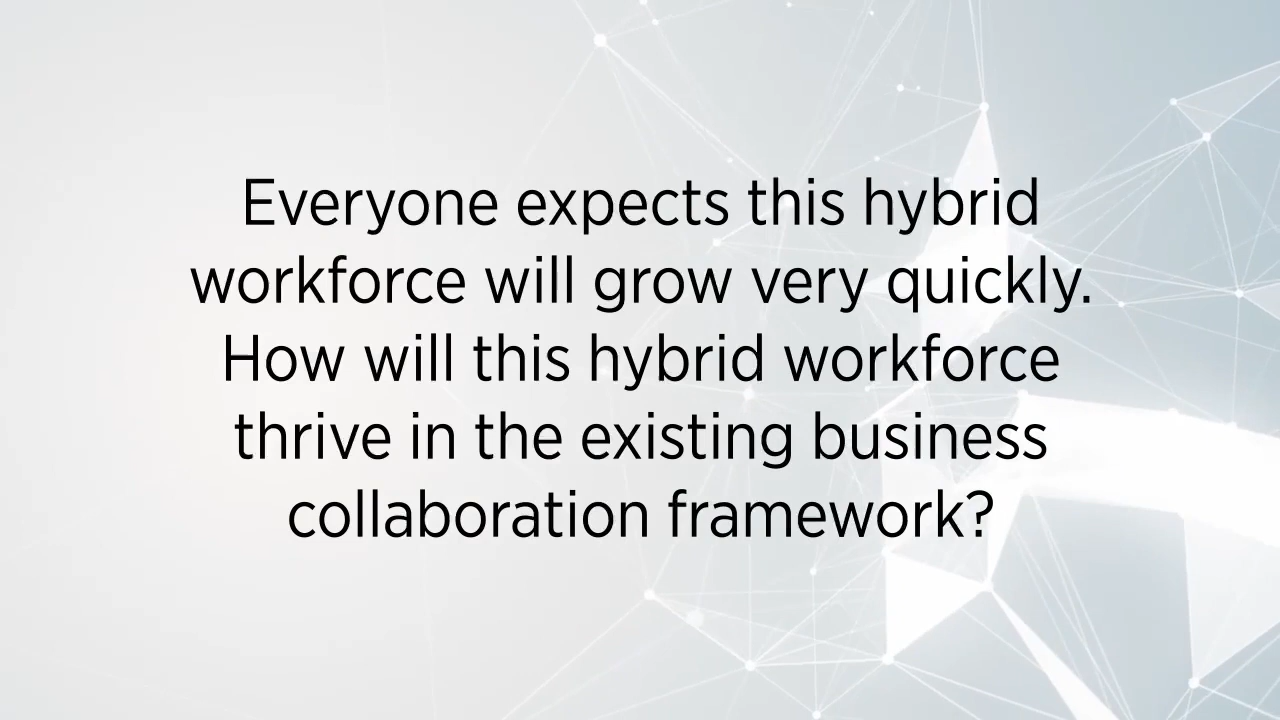 Everyone expects this hybrid
workforce will grow very quickly.
How will this hybrid workforce
thrive in the existing business
collaboration framework?